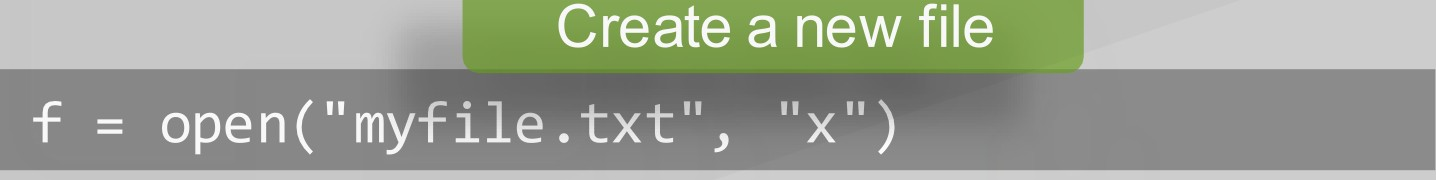 Create a new file
f = open("myfile.txt", "x")